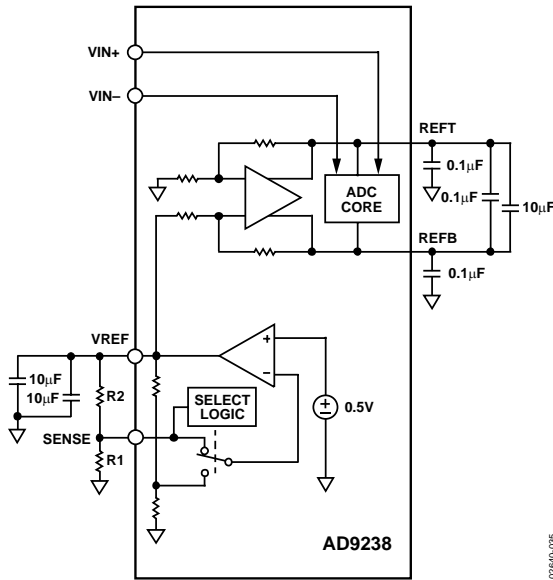 VIN+
VIN–
REFT
0.1µF
ADC
CORE
0.1µF
10µF
REFB
0.1µF
VREF
10µF
10µF
R2
SELECT
LOGIC
+
–
0.5V
SENSE
R1
AD9238
02640-035